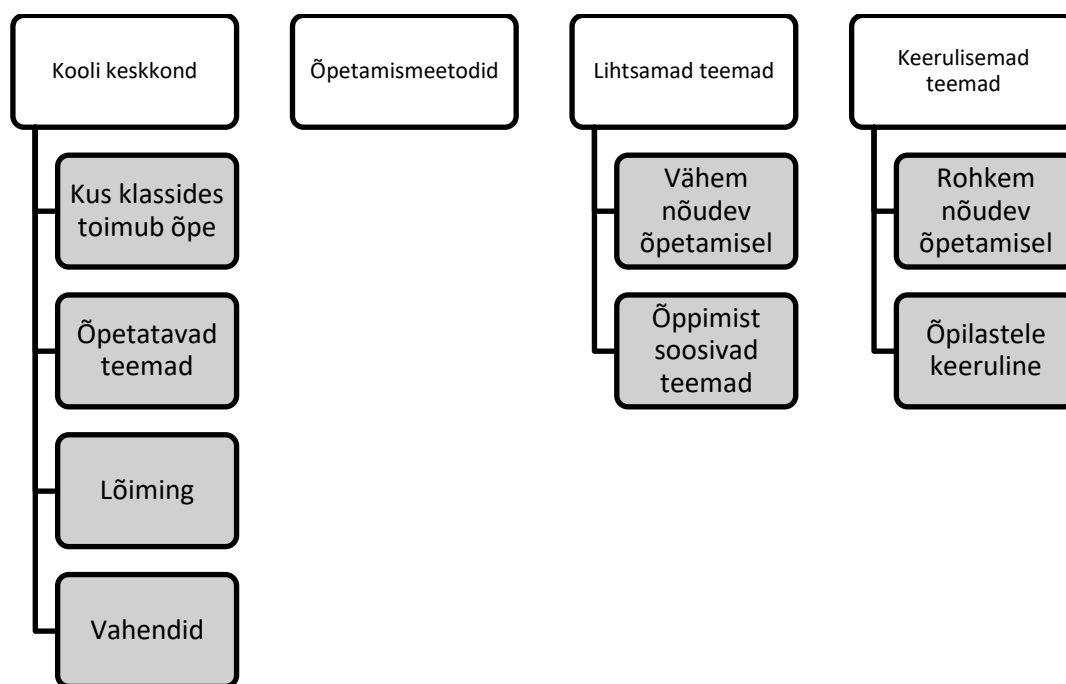 Kooli keskkond
Kus klassides
toimub õpe
Õpetatavad
teemad
Lõiming
Vahendid
Õpetamismeetodid
Lihtsamad teemad
Vähem
nõudev
õpetamisel
Õppimist
soosivad
teemad
Keerulisemad
teemad
Rohkem
nõudev
õpetamisel
Õpilastele
keeruline